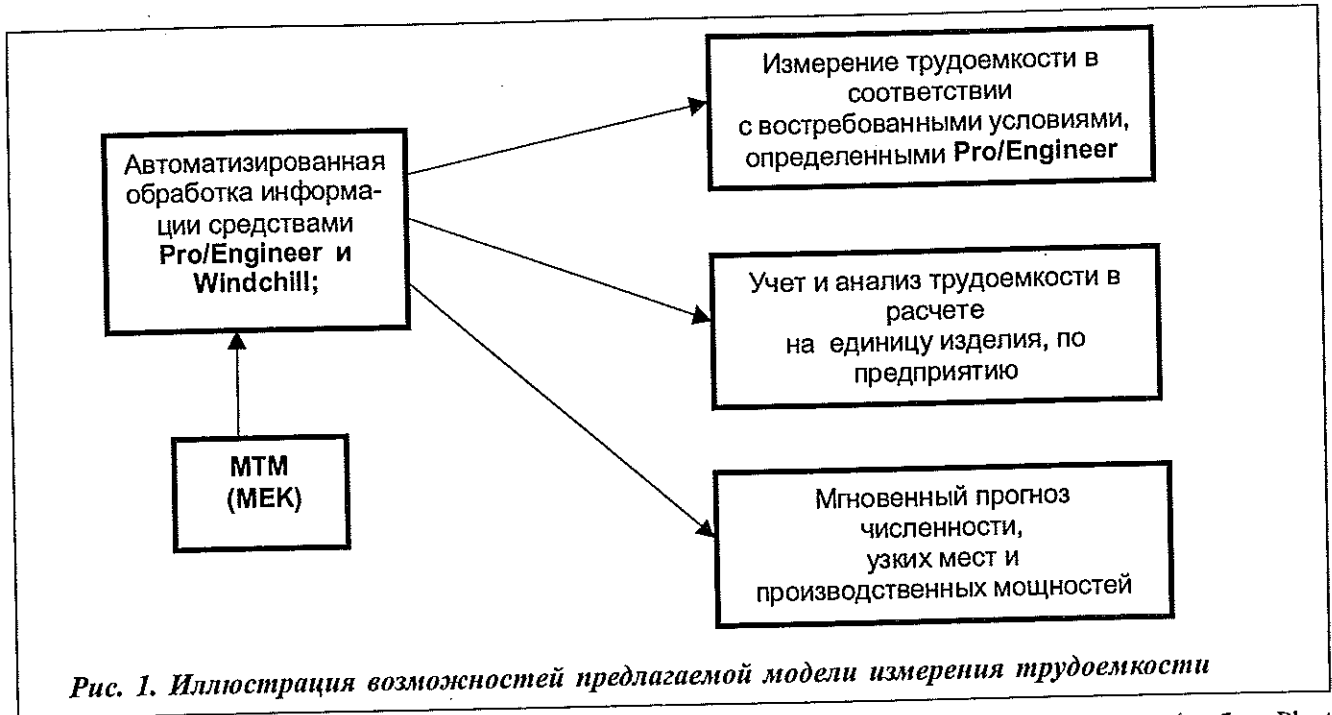 Автоматизированная
обработка информа-
ции средствами
Pro/Engineer и
Windchill;
МТМ
(МЕК)
Измерение трудоемкости в
соответствии
с востребованными условиями,
определенными Pro/Engineer
Учет и анализ трудоемкости в
расчете
на единицу изделия, по
предприятию
Мгновенный прогноз
численности,
узких мест и
производственных мощностей
Рис. 1. Иллюстрация возможностей предлагаемой модели измерения трудоемкости